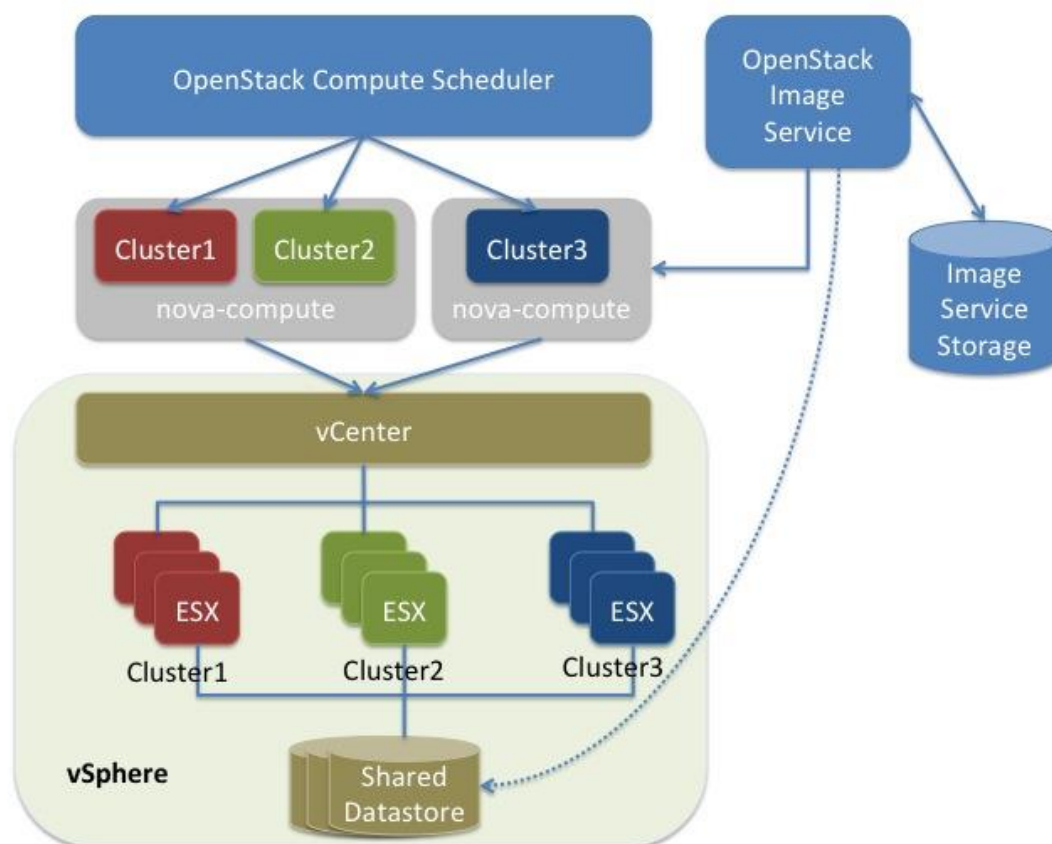 OpenStack Compute Scheduler
OpenStack
Image
Service
Cluster1
Cluster2
nova-compute
Cluster3
nova-compute
Image
Service
Storage
vCenter
ESX
Cluster1
ESX
Cluster2
ESX
Cluster3
vSphere
Shared
Datastore